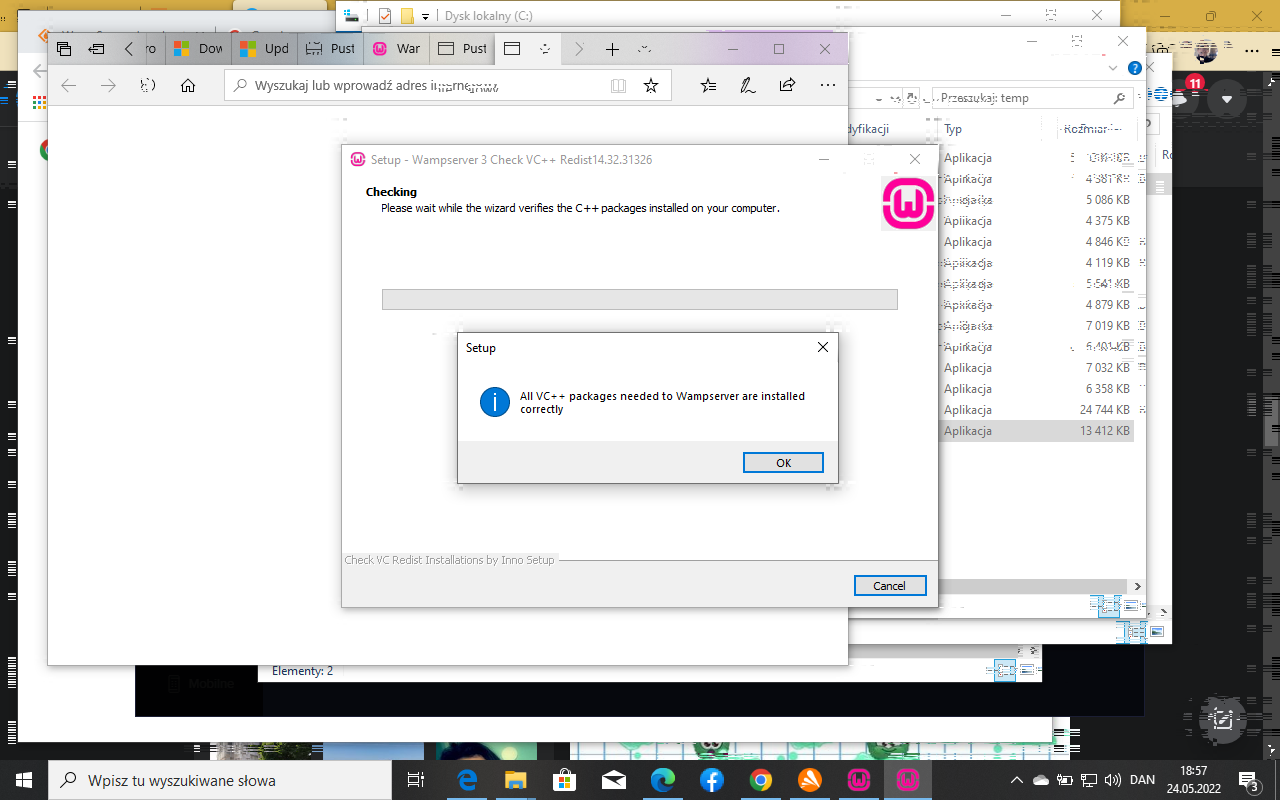 Dysk lokalny (C:)
ro
Dow
Upd
Pust
War
Pust
Wyszukaj lub wprowadź adres internetowy
Przeszukaj: temp
11
dyfikacji
Typ
Rozmiar
Ro
Setup - Wampserver 3 Check VC++ Redist14.32.31326
Checking
Please wait while the wizard verifies the C++ packages installed on your computer.
Aplikacja
Aplikacja 4 381 KB
Aplikacja 5 086 KB
Aplikacja 4 375 KB
Aplikacja 4 846 KB
Aplikacja 4 119 KB
Aplikacja 5 541 KB
Aplikacja 4 879 KB
Aplikacja 7 019 KB
Aplikacja 6 401 KB
Aplikacja 7 032 KB
Aplikacja 6 358 KB
Aplikacja 24 744 KB
Aplikacja 13 412 KB
Setup
All VC++ packages needed to Wampserver are installed
correctly
OK
Check VC Redist Installations by Inno Setup
Cancel
Elementy: 2
Wpisz tu wyszukiwane słowa
DAN
18:57
24.05.2022
3